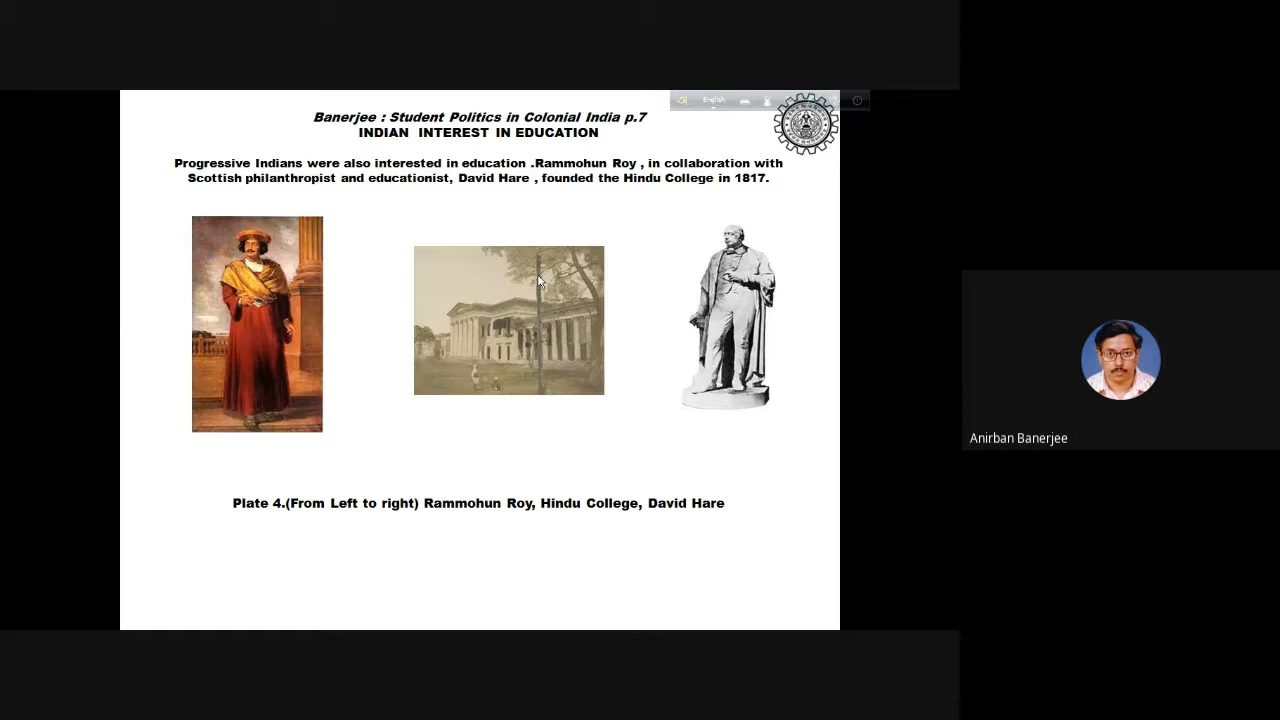 English
Banerjee : Student Politics in Colonial India p.7
INDIAN  INTEREST IN EDUCATION
Progressive Indians were also interested in education .Rammohun Roy , in collaboration with
Scottish philanthropist and educationist, David Hare , founded the Hindu College in 1817.
Plate 4.(From Left to right) Rammohun Roy, Hindu College, David Hare
Anirban Banerjee